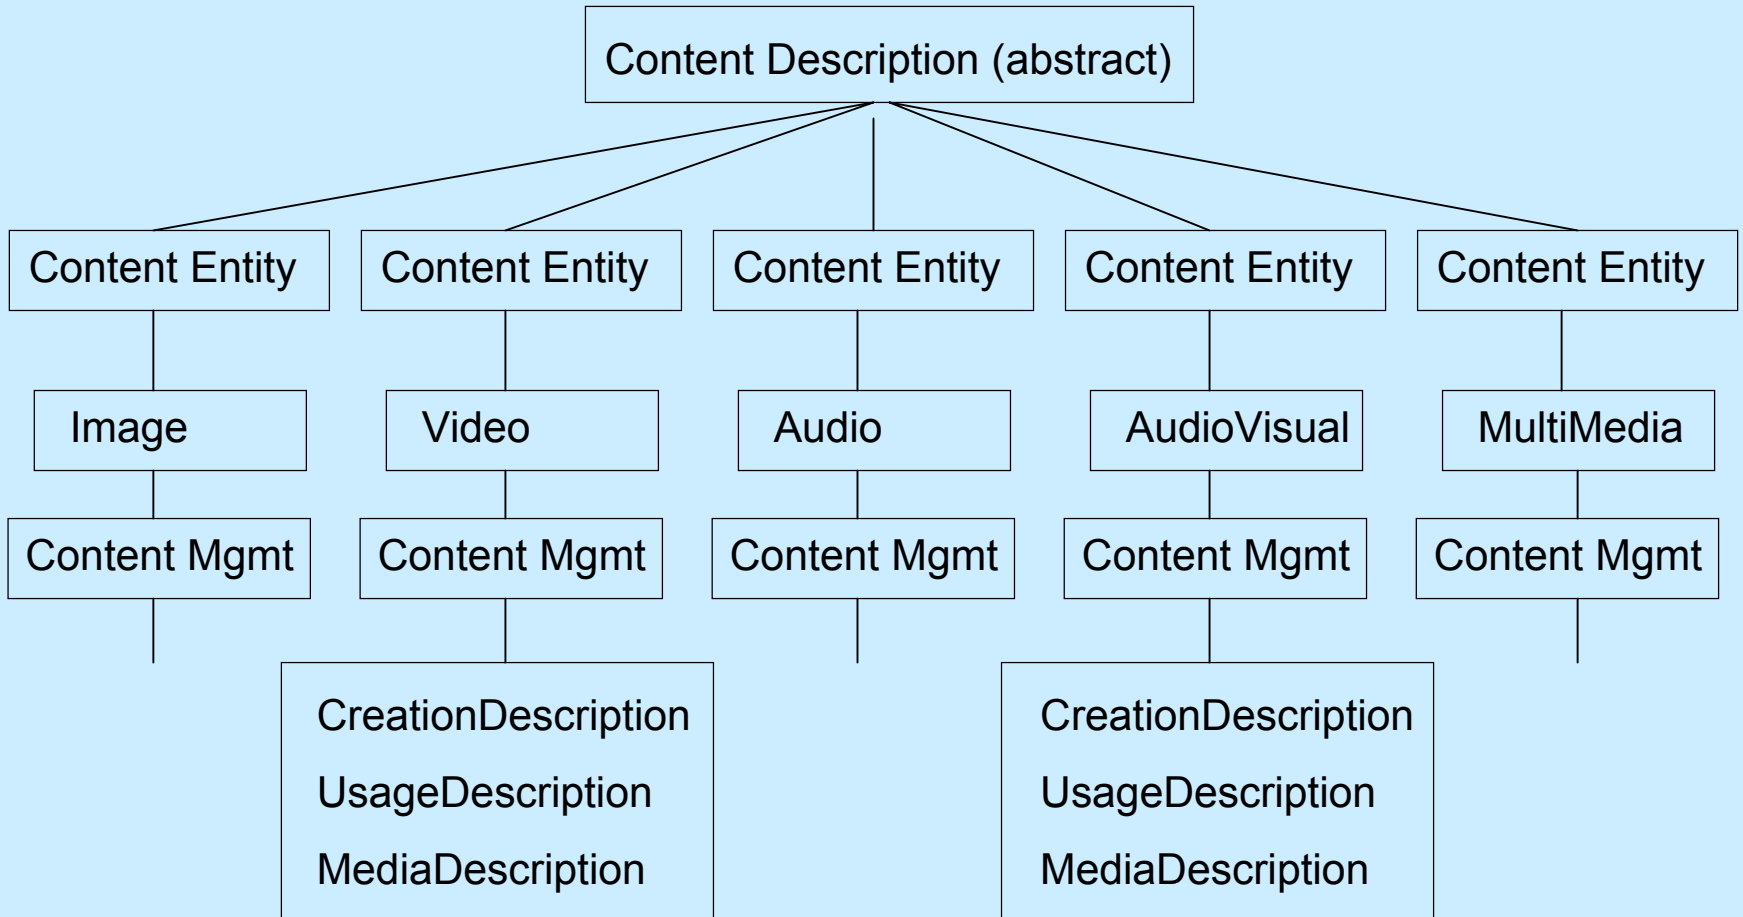 Content Description (abstract)
Content Entity
Content Entity
Content Entity
Content Entity
Content Entity
Image
Video
Audio
AudioVisual
MultiMedia
Content Mgmt
Content Mgmt
Content Mgmt
Content Mgmt
Content Mgmt
CreationDescription
UsageDescription
MediaDescription
CreationDescription
UsageDescription
MediaDescription